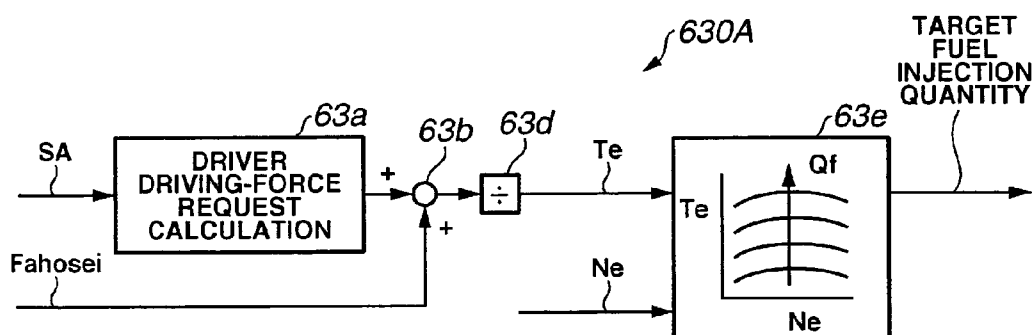 630A
TARGET
FUEL
INJECTION
QUANTITY
63a
63b
63d
63e
SA
DRIVER
DRIVING-FORCE
REQUEST
CALCULATION
+
÷
Te
Qf
Te
+
Fahosei
Ne
Ne